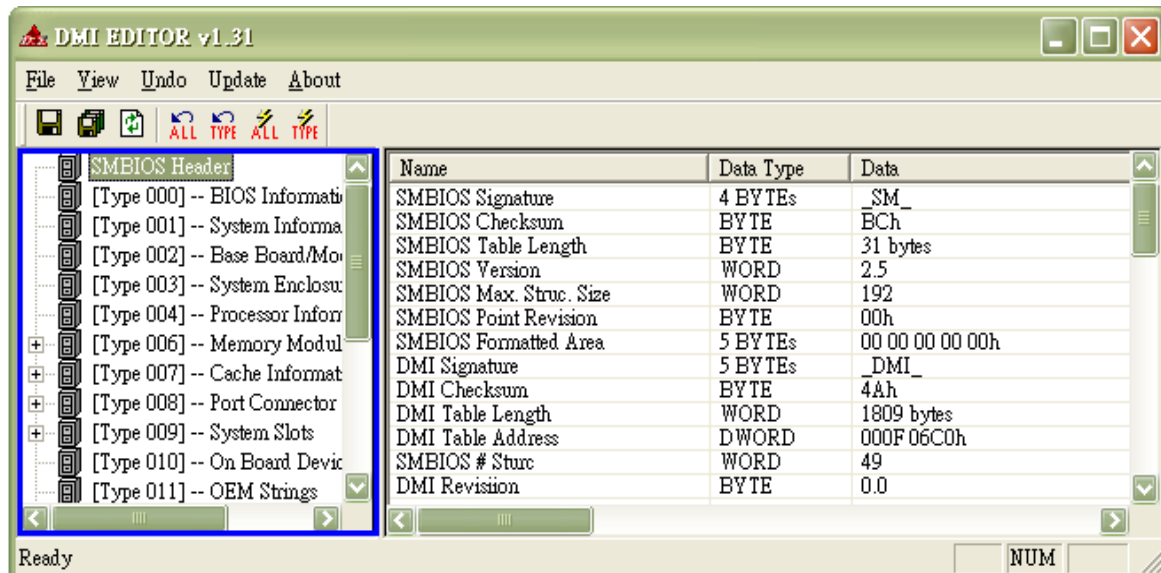 DMI EDITOR v1.31
File View Undo Update About
ALL TYPE ALL TYPE
SMBIOS Header
[Type 000] -- BIOS Informati
[Type 001] -- System Informa
[Type 002] -- Base Board/Mo
[Type 003] -- System Enclosu
[Type 004] -- Processor Inform
[Type 006] -- Memory Modul
[Type 007] -- Cache Informat
[Type 008] -- Port Connector
[Type 009] -- System Slots
[Type 010] -- On Board Devic
[Type 011] -- OEM Strings
Name Data Type Data
SMBIOS Signature 4 BYTEs _SM_
SMBIOS Checksum BYTE BCh
SMBIOS Table Length BYTE 31 bytes
SMBIOS Version WORD 2.5
SMBIOS Max. Struc. Size WORD 192
SMBIOS Point Revision BYTE 00h
SMBIOS Formatted Area 5 BYTEs 00 00 00 00 00h
DMI Signature 5 BYTEs _DMI_
DMI Checksum BYTE 4Ah
DMI Table Length WORD 1809 bytes
DMI Table Address DWORD 000F 06C0h
SMBIOS # Sturc WORD 49
DMI Revisiion BYTE 0.0
Ready NUM